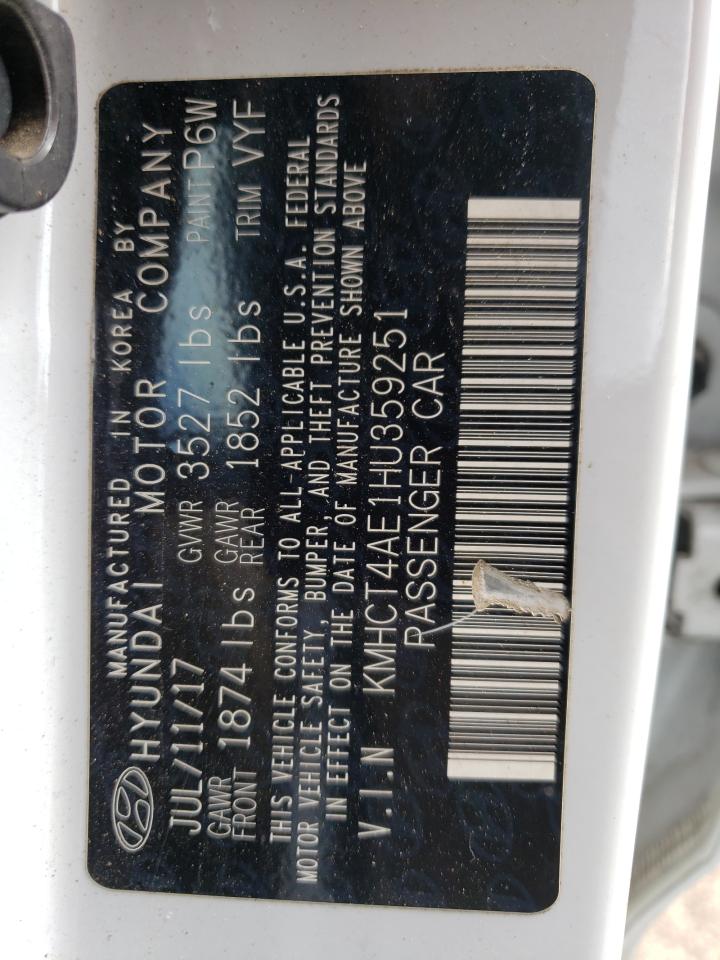 MANUFACTURED IN KOREA BY
HYUNDAI MOTOR COMPANY
JUL/11/17 GVWR 3527 lbs PAINT P6W
GAWR FRONT 1874 lbs GAWR REAR 1852 lbs TRIM VYF
THIS VEHICLE CONFORMS TO ALL-APPLICABLE U.S.A. FEDERAL
MOTOR VEHICLE SAFETY, BUMPER, AND THEFT PREVENTION STANDARDS
IN EFFECT ON THE DATE OF MANUFACTURE SHOWN ABOVE
V.I.N KMHCT4AE1HU359251
PASSENGER CAR